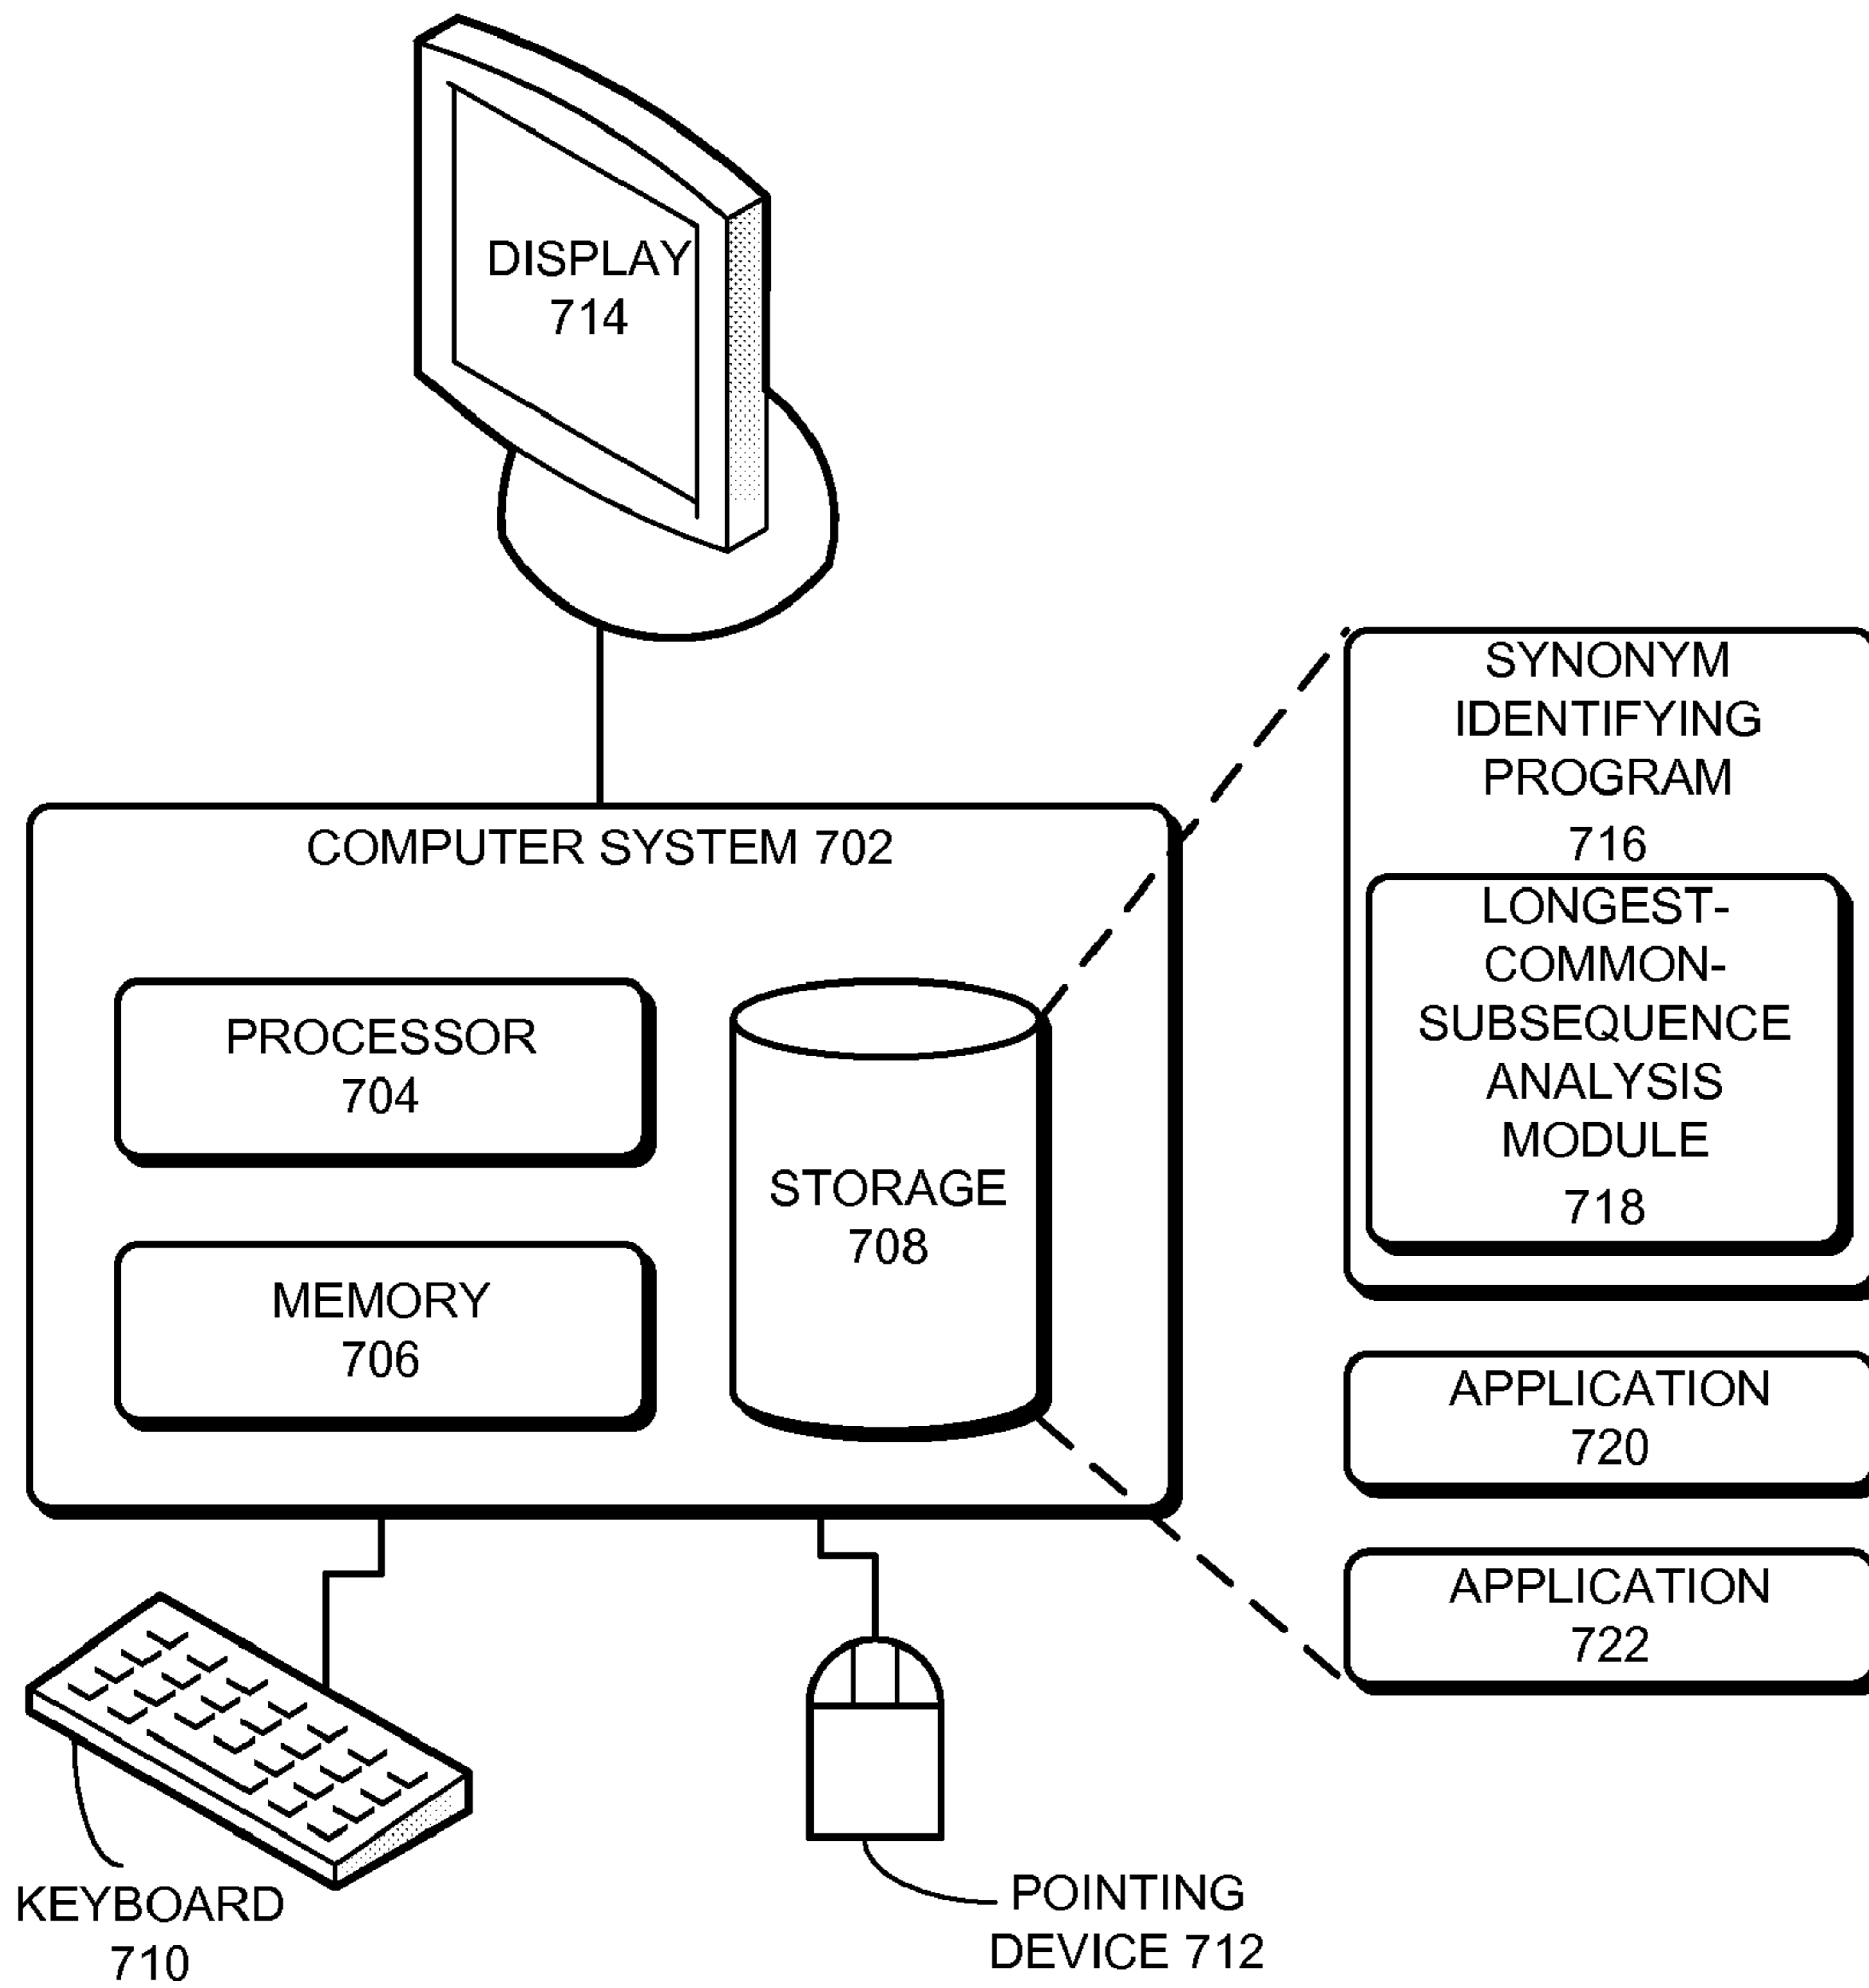 DISPLAY
714
COMPUTER SYSTEM 702
PROCESSOR
704
MEMORY
706
STORAGE
708
SYNONYM
IDENTIFYING
PROGRAM
716
LONGEST-
COMMON-
SUBSEQUENCE
ANALYSIS
MODULE
718
APPLICATION
720
APPLICATION
722
KEYBOARD
710
POINTING
DEVICE 712